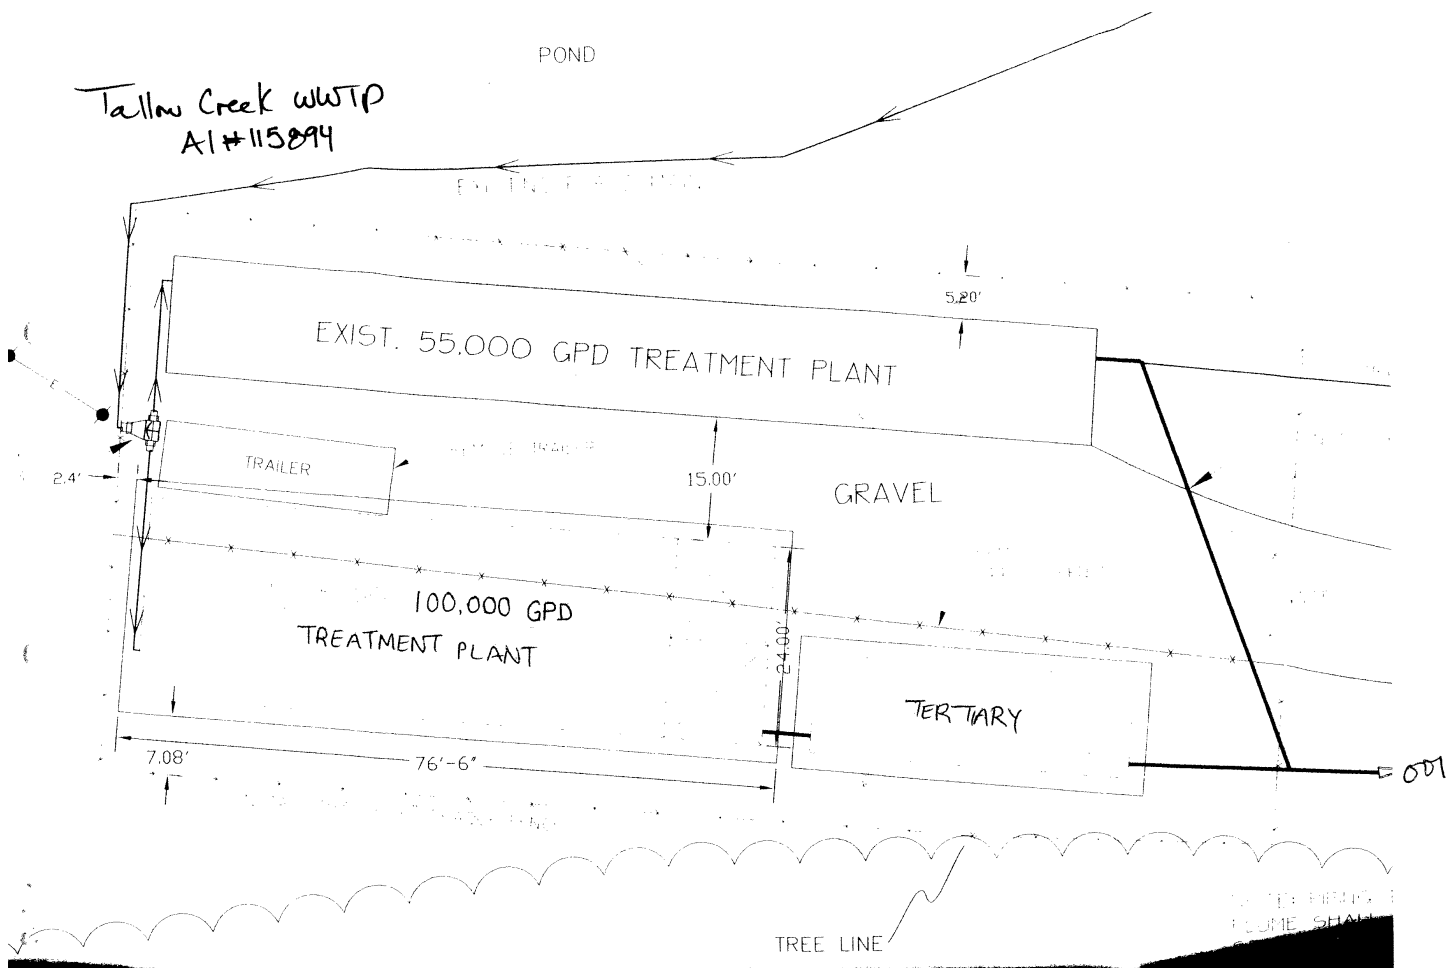 POND
Tallow Creek WWTP
AI#115894
5.20'
EXIST. 55.000 GPD TREATMENT PLANT
TRAILER
2.4'
15.00'
GRAVEL
100,000 GPD
TREATMENT PLANT
24.00'
TERTIARY
7.08'
76'-6"
001
TREE LINE